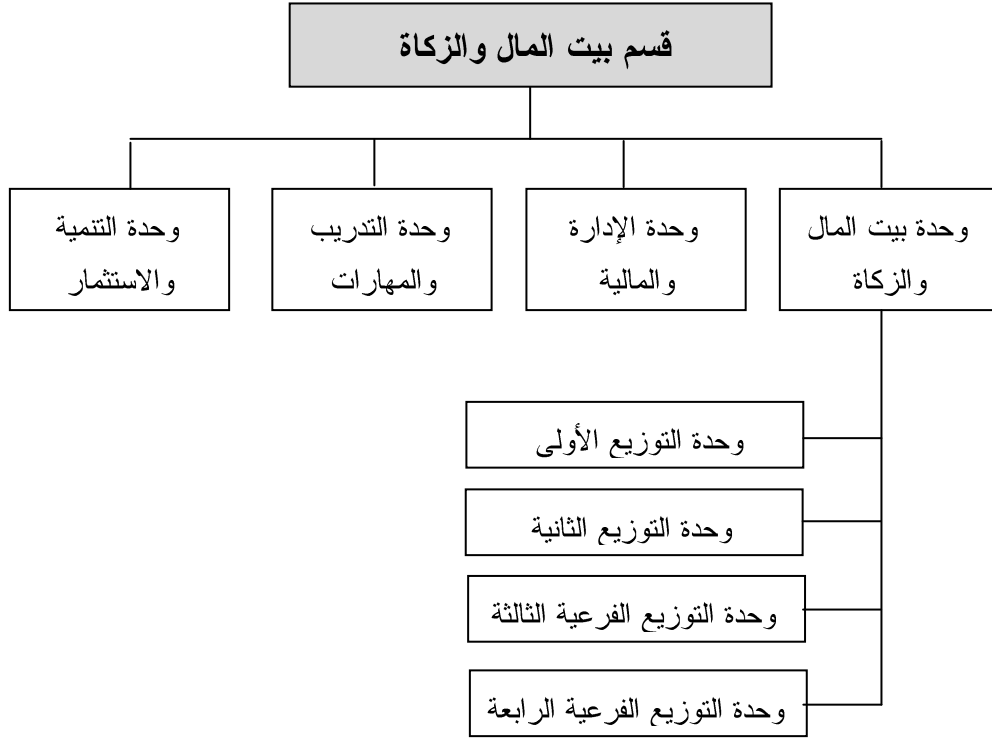 قسم بيت المال والزكاة
وحدة بيت المال
والزكاة
وحدة الإدارة
والمالية
وحدة التدريب
والمهارات
وحدة التنمية
والاستثمار
وحدة التوزيع الأولى
وحدة التوزيع الثانية
وحدة التوزيع الفرعية الثالثة
وحدة التوزيع الفرعية الرابعة